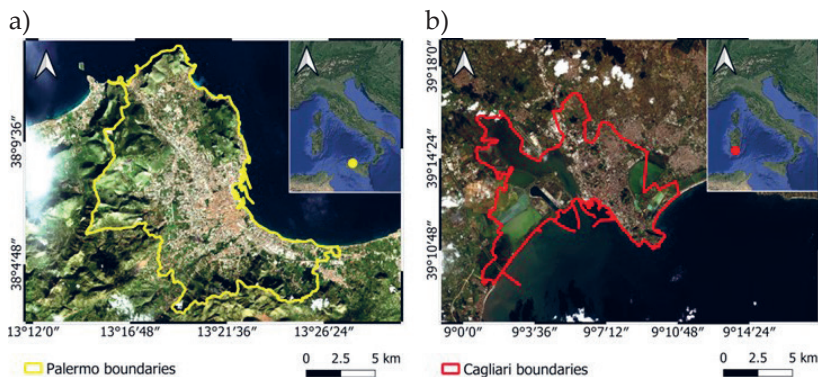 a)
38°9′36″
38°4′48″
13°12′0″ 13°16′48″ 13°21′36″ 13°26′24″
Palermo boundaries
0 2.5 5 km
b)
39°18′0″
39°14′24″
39°10′48″
9°0′0″ 9°3′36″ 9°7′12″ 9°10′48″ 9°14′24″
Cagliari boundaries
0 2.5 5 km